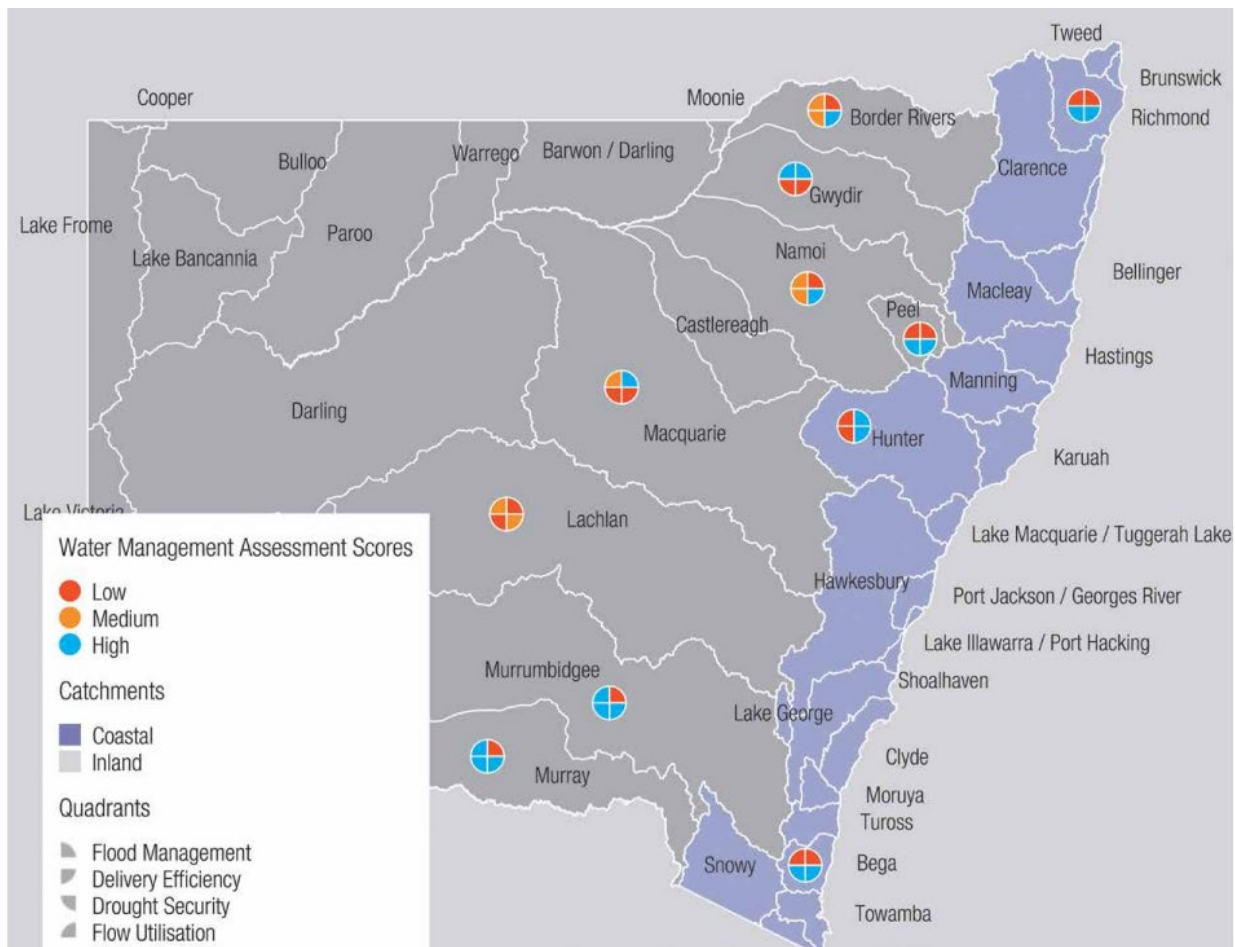 Tweed
Brunswick
Cooper
Moonie
Border Rivers
Richmond
Bulloo
Warrego
Barwon / Darling
Clarence
Gwydir
Lake Frome
Paroo
Lake Bancannia
Namoi
Bellinger
Macleay
Peel
Castlereagh
Hastings
Manning
Darling
Macquarie
Hunter
Karuah
Lake Victoria
Lachlan
Lake Macquarie / Tuggerah Lake
Water Management Assessment Scores
Low
Medium
High
Hawkesbury
Port Jackson / Georges River
Lake Illawarra / Port Hacking
Murrumbidgee
Shoalhaven
Catchments
Coastal
Inland
Lake George
Clyde
Murray
Moruya
Tuross
Quadrants
Flood Management
Delivery Efficiency
Drought Security
Flow Utilisation
Snowy
Bega
Towamba